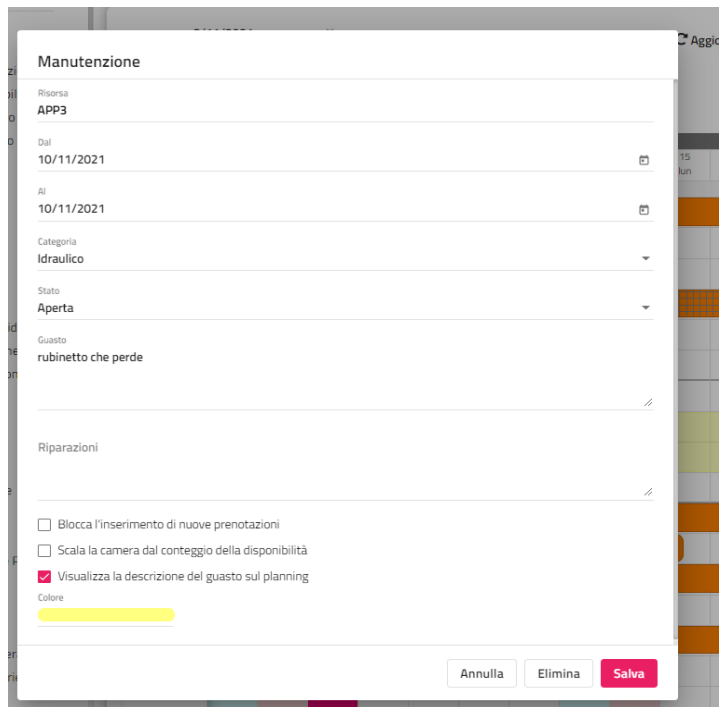 Aggio
Manutenzione
Risorsa
APP3
Dal
10/11/2021
15
lun
Al
10/11/2021
Categoria
Idraulico
Stato
Aperta
Guasto
rubinetto che perde
Riparazioni
Blocca l'inserimento di nuove prenotazioni
Scala la camera dal conteggio della disponibilità
Visualizza la descrizione del guasto sul planning
Colore
Annulla Elimina Salva